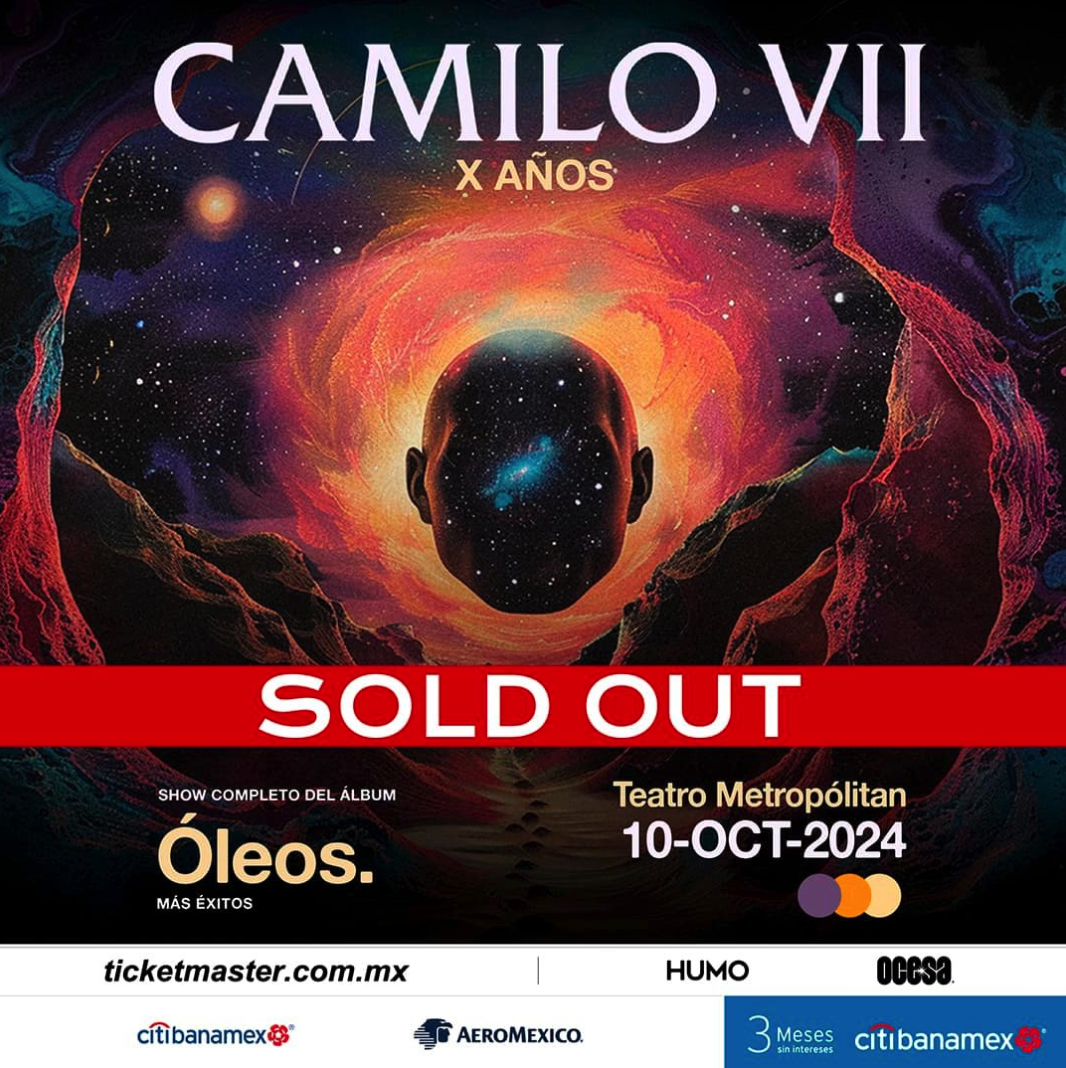 CAMILO VII
X AÑOS
SOLD OUT
SHOW COMPLETO DEL ÁLBUM
Óleos.
MÁS ÉXITOS
Teatro Metropólitan
10-OCT-2024
ticketmaster.com.mx
HUMO
ocesa
citibanamex
AEROMEXICO.
3 Meses
sin intereses
citibanamex